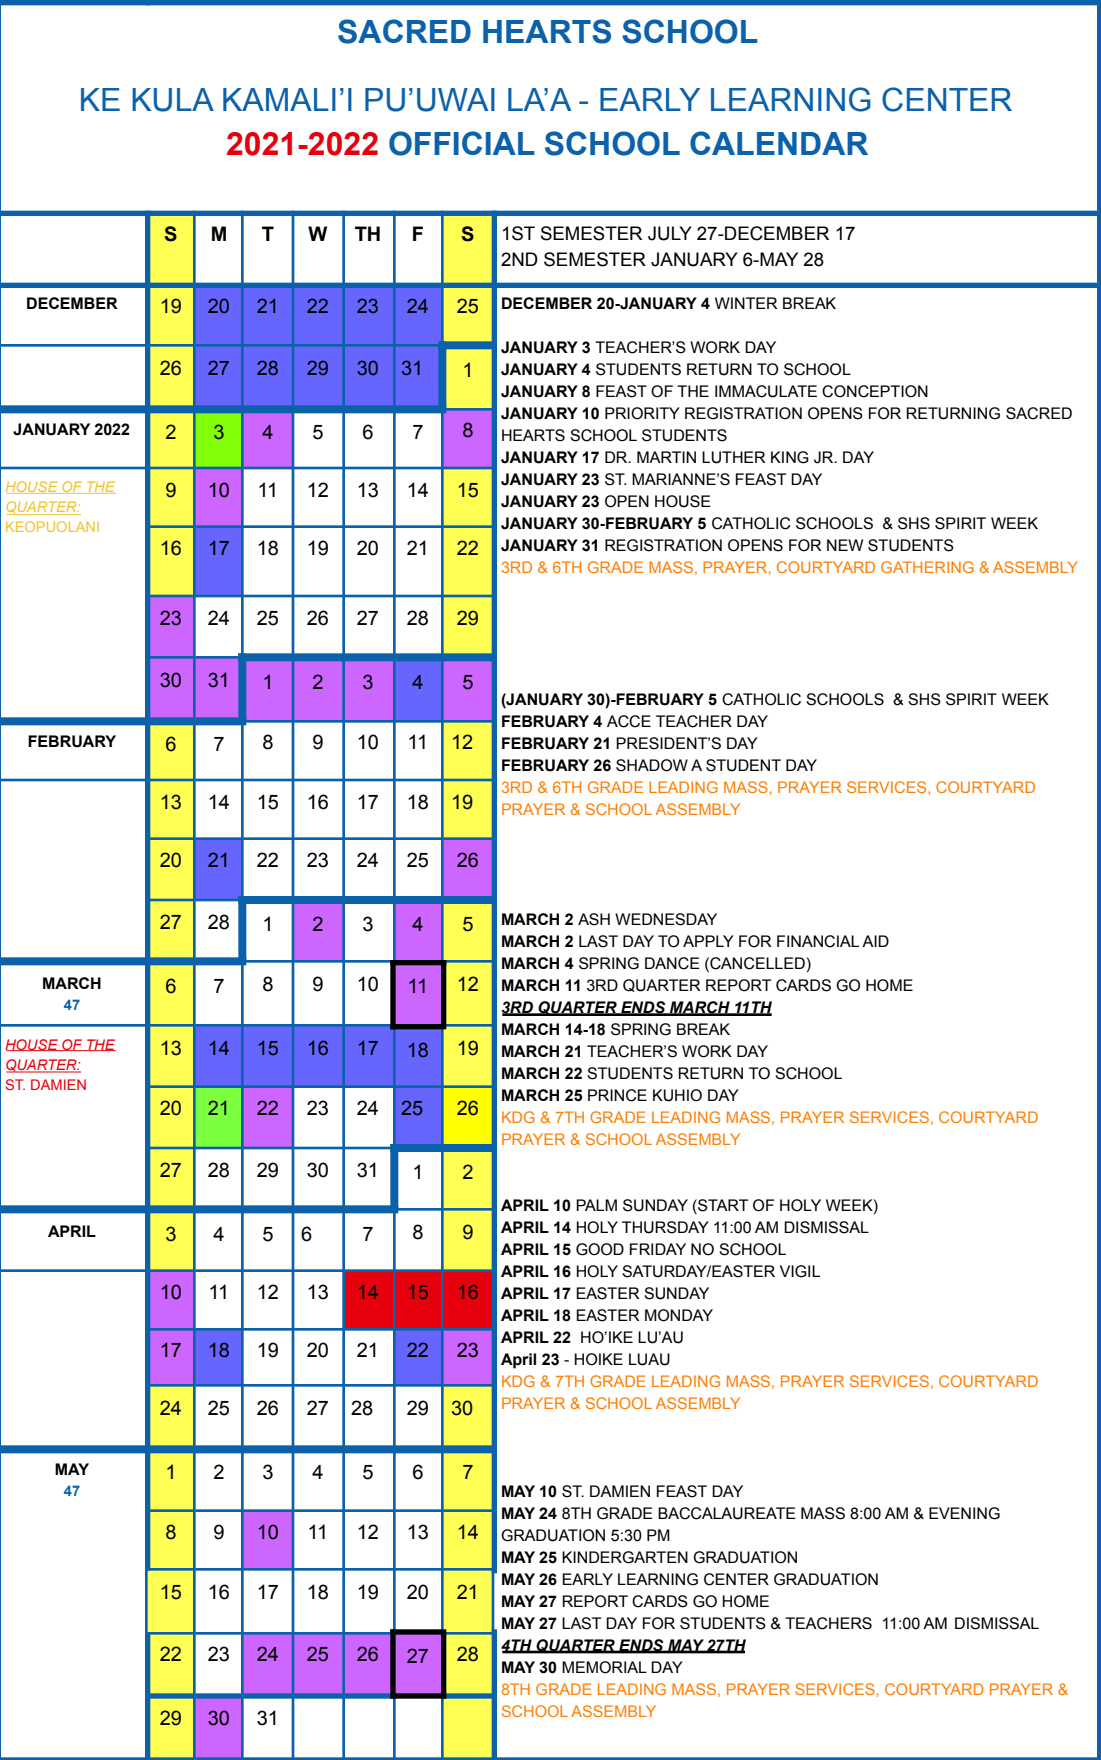 SACRED HEARTS SCHOOL
KE KULA KAMALI'I PU'UWAI LA'A - EARLY LEARNING CENTER
2021-2022 OFFICIAL SCHOOL CALENDAR
S M T W TH F S
1ST SEMESTER JULY 27-DECEMBER 17
2ND SEMESTER JANUARY 6-MAY 28
DECEMBER 19 20 21 22 23 24 25
26 27 28 29 30 31 1
JANUARY 2022 2 3 4 5 6 7 8
HOUSE OF THE
QUARTER:
KEOPUOLANI
9 10 11 12 13 14 15
16 17 18 19 20 21 22
23 24 25 26 27 28 29
30 31 1 2 3 4 5
DECEMBER 20-JANUARY 4 WINTER BREAK
JANUARY 3 TEACHER'S WORK DAY
JANUARY 4 STUDENTS RETURN TO SCHOOL
JANUARY 8 FEAST OF THE IMMACULATE CONCEPTION
JANUARY 10 PRIORITY REGISTRATION OPENS FOR RETURNING SACRED
HEARTS SCHOOL STUDENTS
JANUARY 17 DR. MARTIN LUTHER KING JR. DAY
JANUARY 23 ST. MARIANNE'S FEAST DAY
JANUARY 23 OPEN HOUSE
JANUARY 30-FEBRUARY 5 CATHOLIC SCHOOLS & SHS SPIRIT WEEK
JANUARY 31 REGISTRATION OPENS FOR NEW STUDENTS
3RD & 6TH GRADE MASS, PRAYER, COURTYARD GATHERING & ASSEMBLY
FEBRUARY 6 7 8 9 10 11 12
13 14 15 16 17 18 19
20 21 22 23 24 25 26
27 28 1 2 3 4 5
(JANUARY 30)-FEBRUARY 5 CATHOLIC SCHOOLS & SHS SPIRIT WEEK
FEBRUARY 4 ACCE TEACHER DAY
FEBRUARY 21 PRESIDENT'S DAY
FEBRUARY 26 SHADOW A STUDENT DAY
3RD & 6TH GRADE LEADING MASS, PRAYER SERVICES, COURTYARD
PRAYER & SCHOOL ASSEMBLY
MARCH 6 7 8 9 10 11 12
47
HOUSE OF THE
QUARTER:
ST. DAMIEN
13 14 15 16 17 18 19
20 21 22 23 24 25 26
27 28 29 30 31 1 2
MARCH 2 ASH WEDNESDAY
MARCH 2 LAST DAY TO APPLY FOR FINANCIAL AID
MARCH 4 SPRING DANCE (CANCELLED)
MARCH 11 3RD QUARTER REPORT CARDS GO HOME
3RD QUARTER ENDS MARCH 11TH
MARCH 14-18 SPRING BREAK
MARCH 21 TEACHER'S WORK DAY
MARCH 22 STUDENTS RETURN TO SCHOOL
MARCH 25 PRINCE KUHIO DAY
KDG & 7TH GRADE LEADING MASS, PRAYER SERVICES, COURTYARD
PRAYER & SCHOOL ASSEMBLY
APRIL 3 4 5 6 7 8 9
10 11 12 13 14 15 16
17 18 19 20 21 22 23
24 25 26 27 28 29 30
APRIL 10 PALM SUNDAY (START OF HOLY WEEK)
APRIL 14 HOLY THURSDAY 11:00 AM DISMISSAL
APRIL 15 GOOD FRIDAY NO SCHOOL
APRIL 16 HOLY SATURDAY/EASTER VIGIL
APRIL 17 EASTER SUNDAY
APRIL 18 EASTER MONDAY
APRIL 22 HO'IKE LU'AU
April 23 - HOIKE LUAU
KDG & 7TH GRADE LEADING MASS, PRAYER SERVICES, COURTYARD
PRAYER & SCHOOL ASSEMBLY
MAY 1 2 3 4 5 6 7
47
8 9 10 11 12 13 14
15 16 17 18 19 20 21
22 23 24 25 26 27 28
29 30 31
MAY 10 ST. DAMIEN FEAST DAY
MAY 24 8TH GRADE BACCALAUREATE MASS 8:00 AM & EVENING
GRADUATION 5:30 PM
MAY 25 KINDERGARTEN GRADUATION
MAY 26 EARLY LEARNING CENTER GRADUATION
MAY 27 REPORT CARDS GO HOME
MAY 27 LAST DAY FOR STUDENTS & TEACHERS 11:00 AM DISMISSAL
4TH QUARTER ENDS MAY 27TH
MAY 30 MEMORIAL DAY
8TH GRADE LEADING MASS, PRAYER SERVICES, COURTYARD PRAYER &
SCHOOL ASSEMBLY